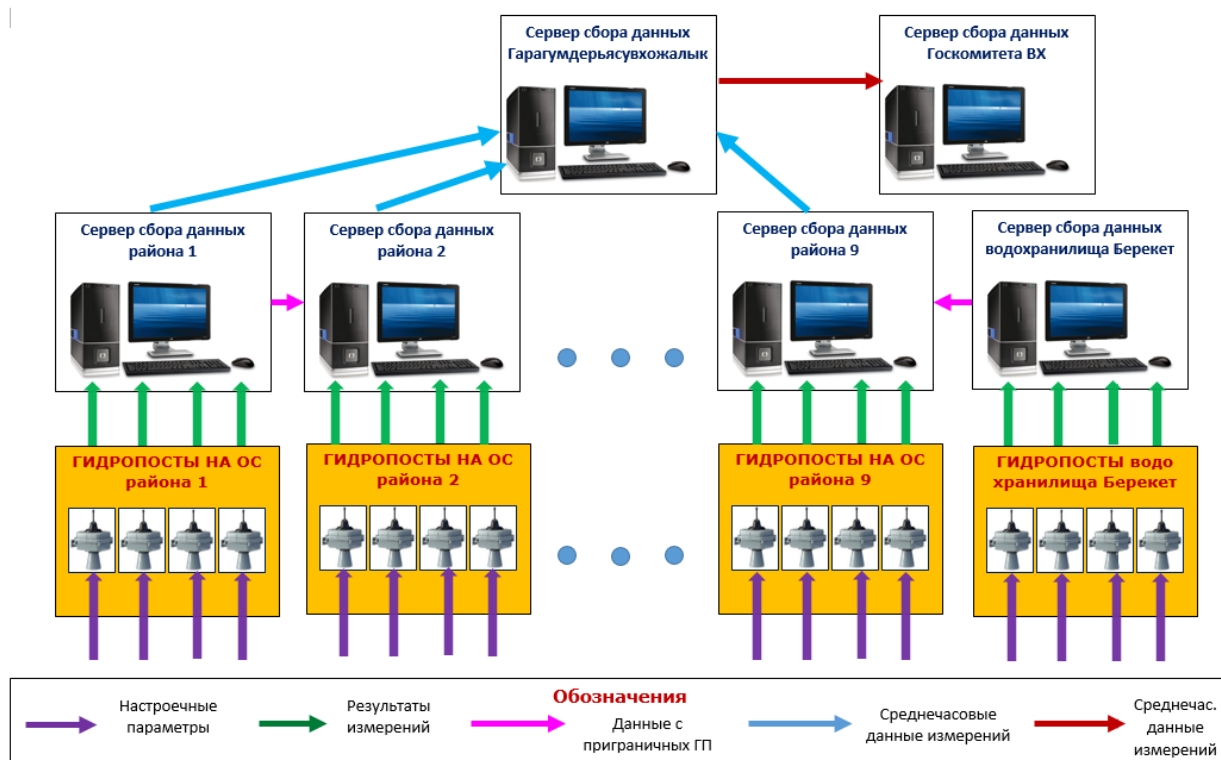 Сервер сбора данных
Гарагумдерьясувхожалык
Сервер сбора данных
Госкомитета ВХ
Сервер сбора данных
района 1
Сервер сбора данных
района 2
Сервер сбора данных
района 9
Сервер сбора данных
водохранилища Берекет
ГИДРОПОСТЫ НА ОС
района 1
ГИДРОПОСТЫ НА ОС
района 2
ГИДРОПОСТЫ НА ОС
района 9
ГИДРОПОСТЫ водо
хранилища Берекет
Обозначения
Настроечные
параметры
Результаты
измерений
Данные с
приграничных ГП
Среднечасовые
данные измерений
Среднечас.
данные
измерений